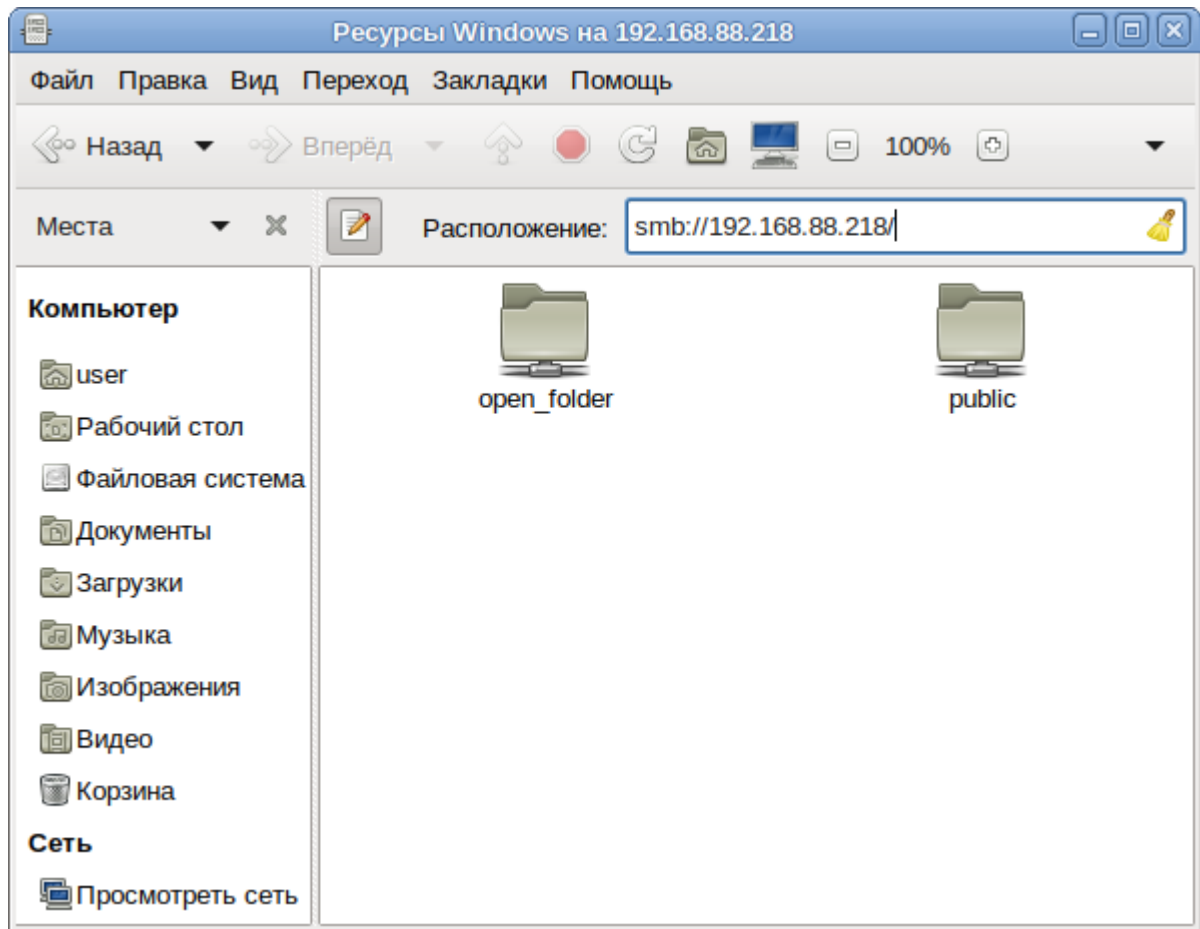 Ресурсы Windows на 192.168.88.218
Файл Правка Вид Переход Закладки Помощь
Назад Вперёд 100%
Места Расположение: smb://192.168.88.218/
Компьютер
user
Рабочий стол
Файловая система
Документы
Загрузки
Музыка
Изображения
Видео
Корзина
Сеть
Просмотреть сеть
open_folder
public